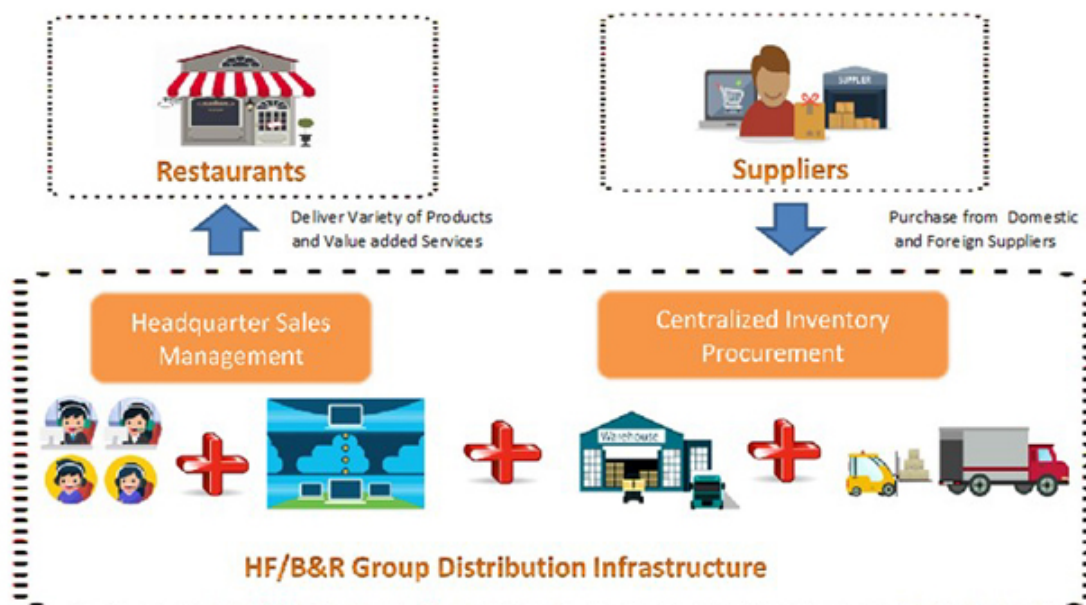 SUPPLIER
Restaurants
Suppliers
Deliver Variety of Products
and Value added Services
Purchase from Domestic
and Foreign Suppliers
Headquarter Sales
Management
Centralized Inventory
Procurement
Warehouse
HF/B&R Group Distribution Infrastructure